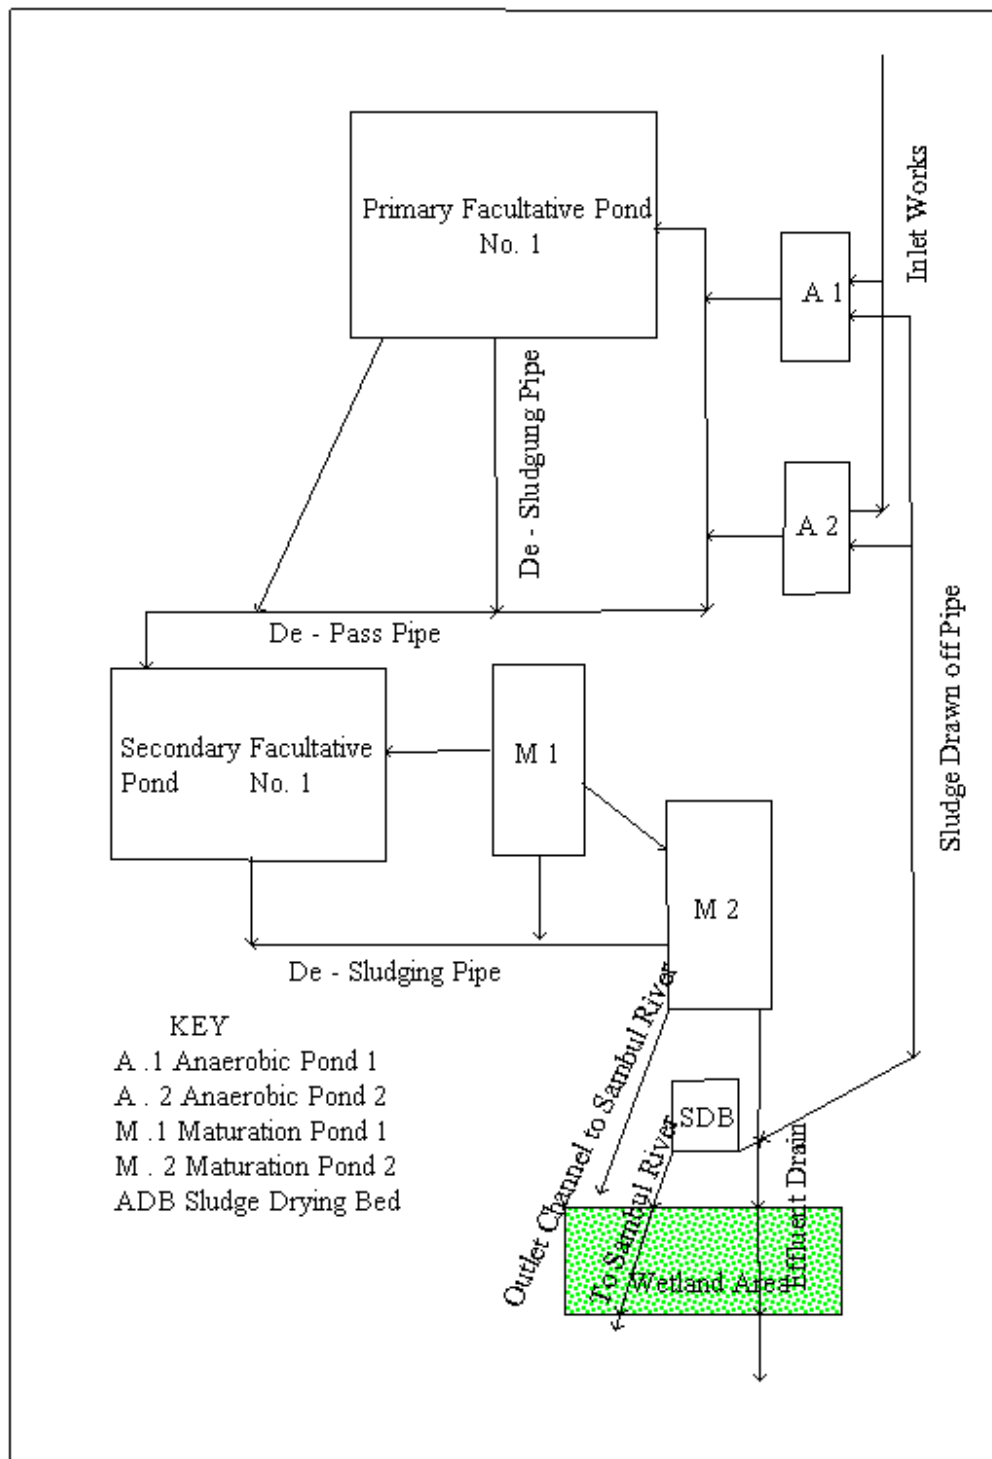 Primary Facultative Pond
No. 1
Inlet Works
A 1
De - Sludgung Pipe
A 2
De - Pass Pipe
Sludge Drawn off Pipe
Secondary Facultative
Pond No. 1
M 1
M 2
De - Sludging Pipe
KEY
A .1 Anaerobic Pond 1
A . 2 Anaerobic Pond 2
M .1 Maturation Pond 1
M . 2 Maturation Pond 2
ADB Sludge Drying Bed
Outlet Channel to Sambul River
SDB
To Sambul River
Effluent Drain
Wetland Area